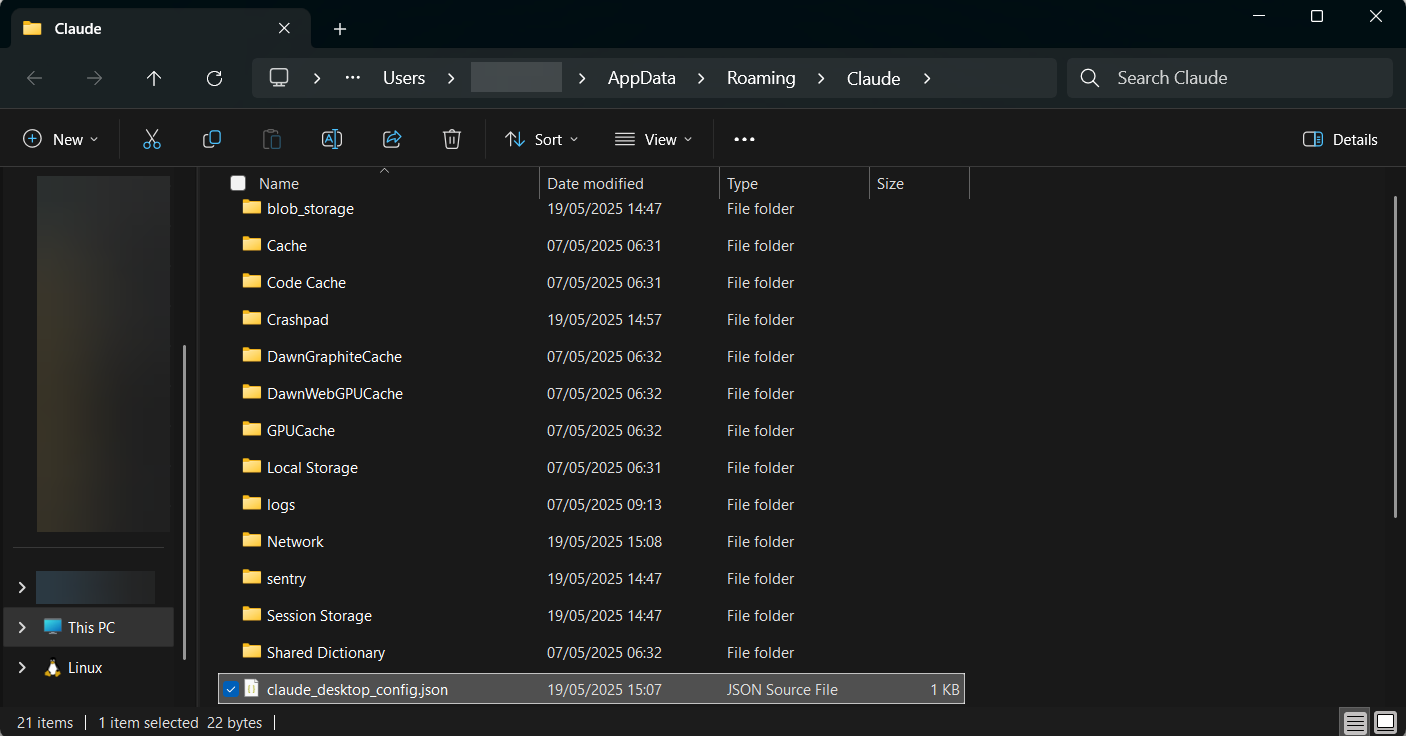 Claude
Users AppData Roaming Claude Search Claude
New Sort View Details
Name Date modified Type Size
blob_storage 19/05/2025 14:47 File folder
Cache 07/05/2025 06:31 File folder
Code Cache 07/05/2025 06:31 File folder
Crashpad 19/05/2025 14:57 File folder
DawnGraphiteCache 07/05/2025 06:32 File folder
DawnWebGPUCache 07/05/2025 06:32 File folder
GPUCache 07/05/2025 06:32 File folder
Local Storage 07/05/2025 06:31 File folder
logs 07/05/2025 09:13 File folder
Network 19/05/2025 15:08 File folder
sentry 19/05/2025 14:47 File folder
Session Storage 19/05/2025 14:47 File folder
This PC
Shared Dictionary 07/05/2025 06:32 File folder
Linux
claude_desktop_config.json 19/05/2025 15:07 JSON Source File 1 KB
21 items 1 item selected 22 bytes